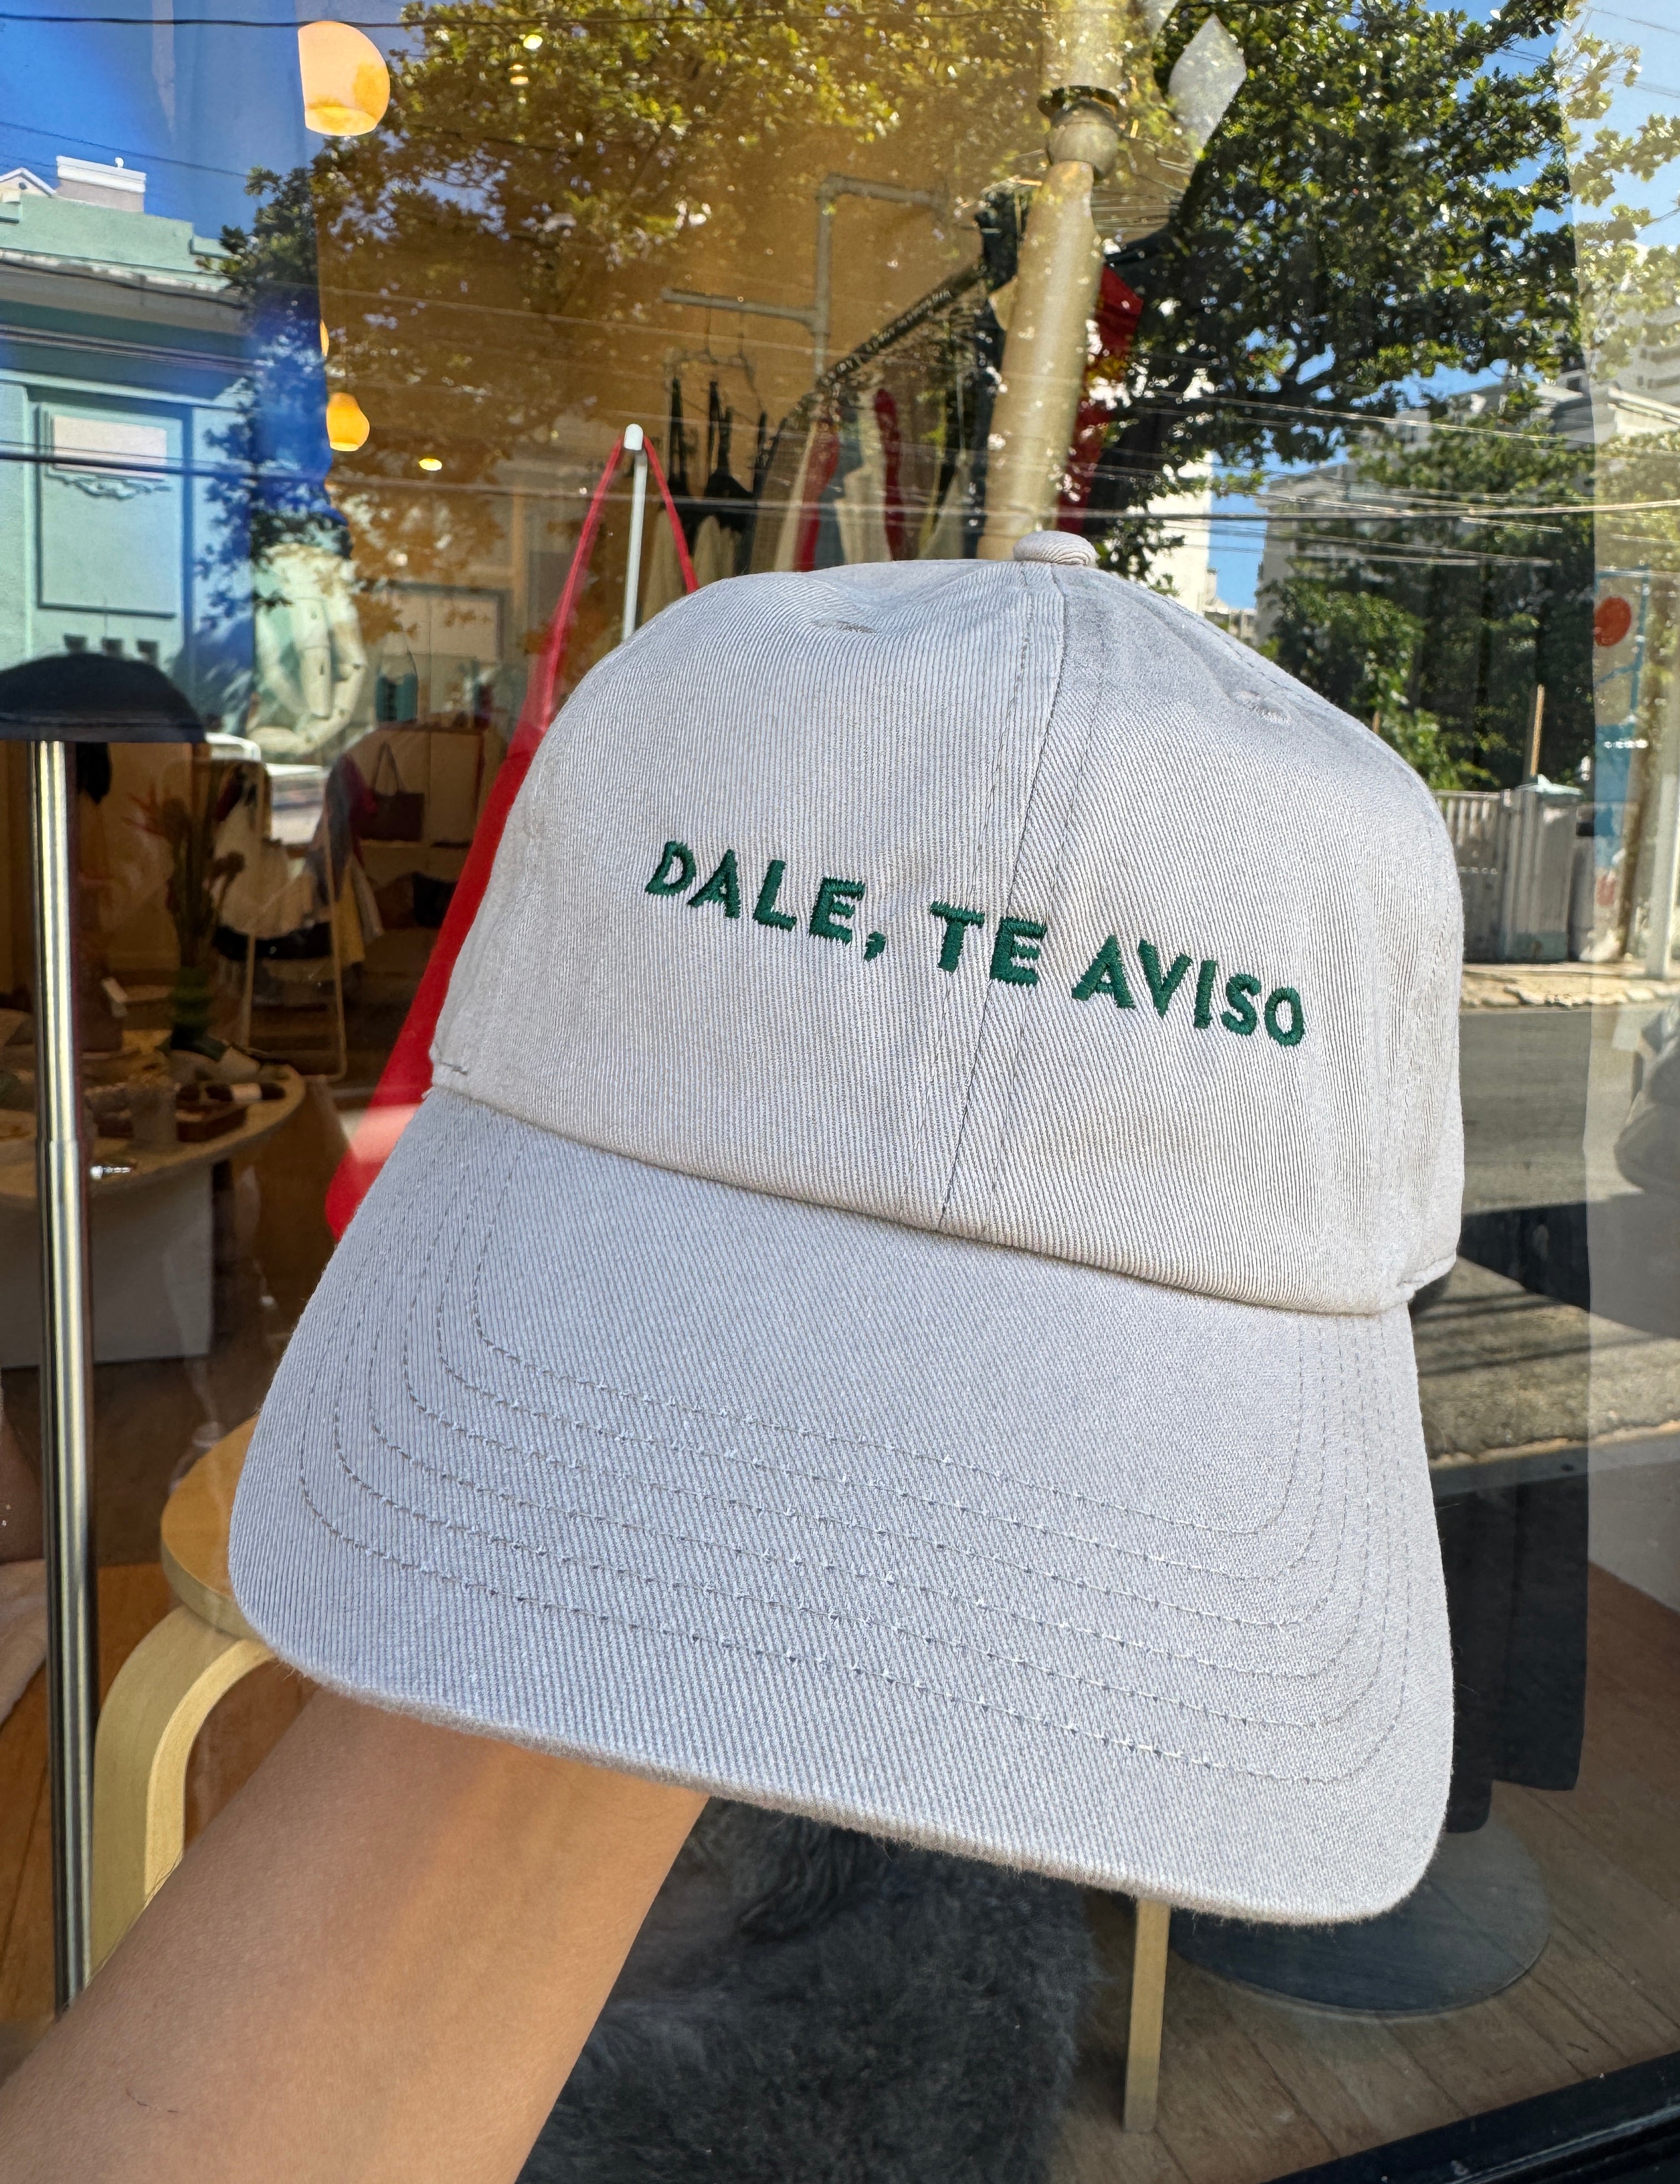 DALE, TE AVISO